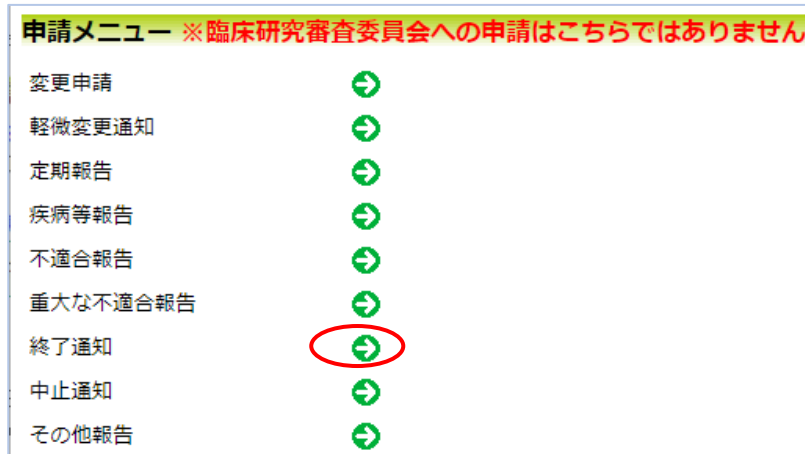 申請メニュー ※臨床研究審査委員会への申請はこちらではありません
変更申請
軽微変更通知
定期報告
疾病等報告
不適合報告
重大な不適合報告
終了通知
中止通知
その他報告